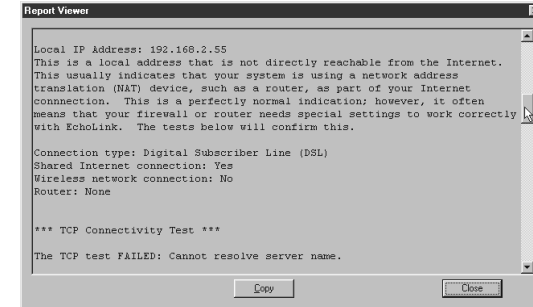 Report Viewer
Local IP Address: 192.168.2.55
This is a local address that is not directly reachable from the Internet.
This usually indicates that your system is using a network address
translation (NAT) device, such as a router, as part of your Internet
connnection.  This is a perfectly normal indication; however, it often
means that your firewall or router needs special settings to work correctly
with EchoLink.  The tests below will confirm this.
Connection type: Digital Subscriber Line (DSL)
Shared Internet connection: Yes
Wireless network connection: No
Router: None
*** TCP Connectivity Test ***
The TCP test FAILED: Cannot resolve server name.
Copy
Close